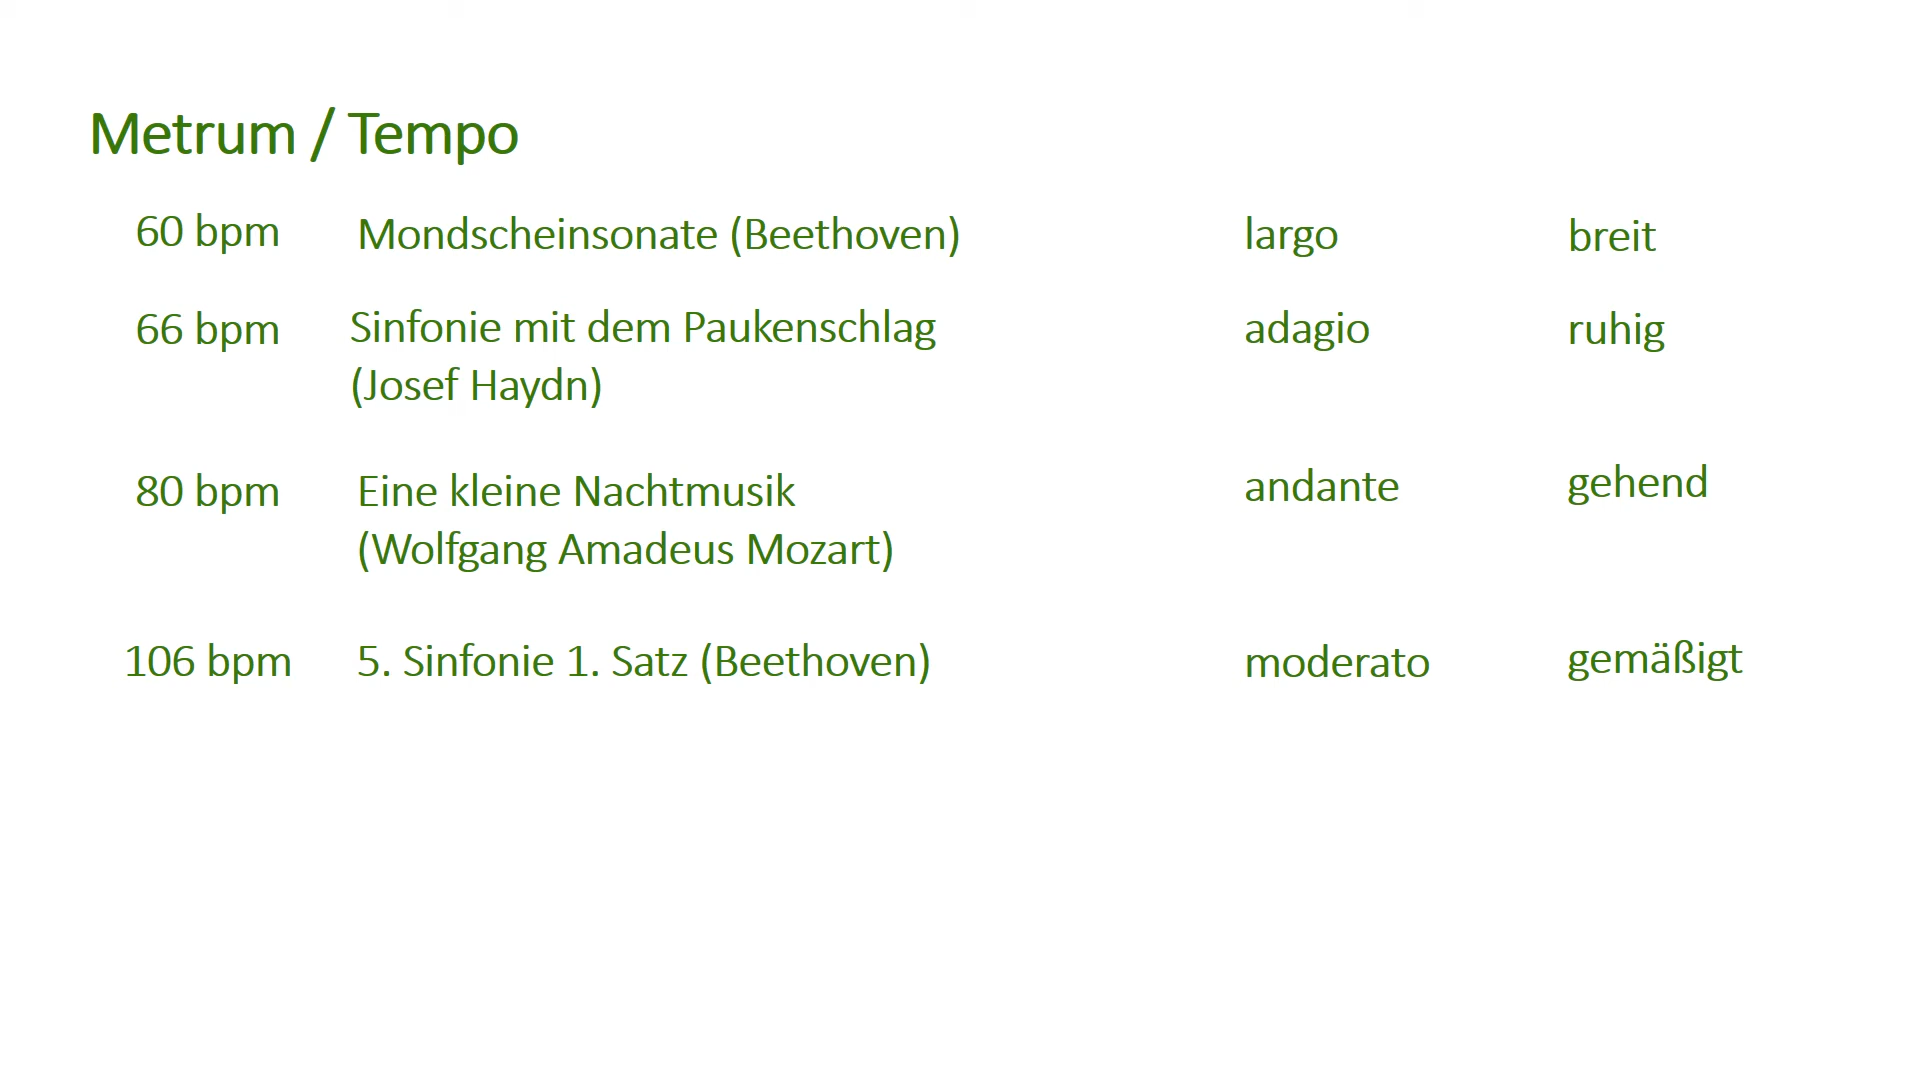 Metrum / Tempo
60 bpm Mondscheinsonate (Beethoven) largo breit
66 bpm Sinfonie mit dem Paukenschlag adagio ruhig
(Josef Haydn)
80 bpm Eine kleine Nachtmusik andante gehend
(Wolfgang Amadeus Mozart)
106 bpm 5. Sinfonie 1. Satz (Beethoven) moderato gemäßigt